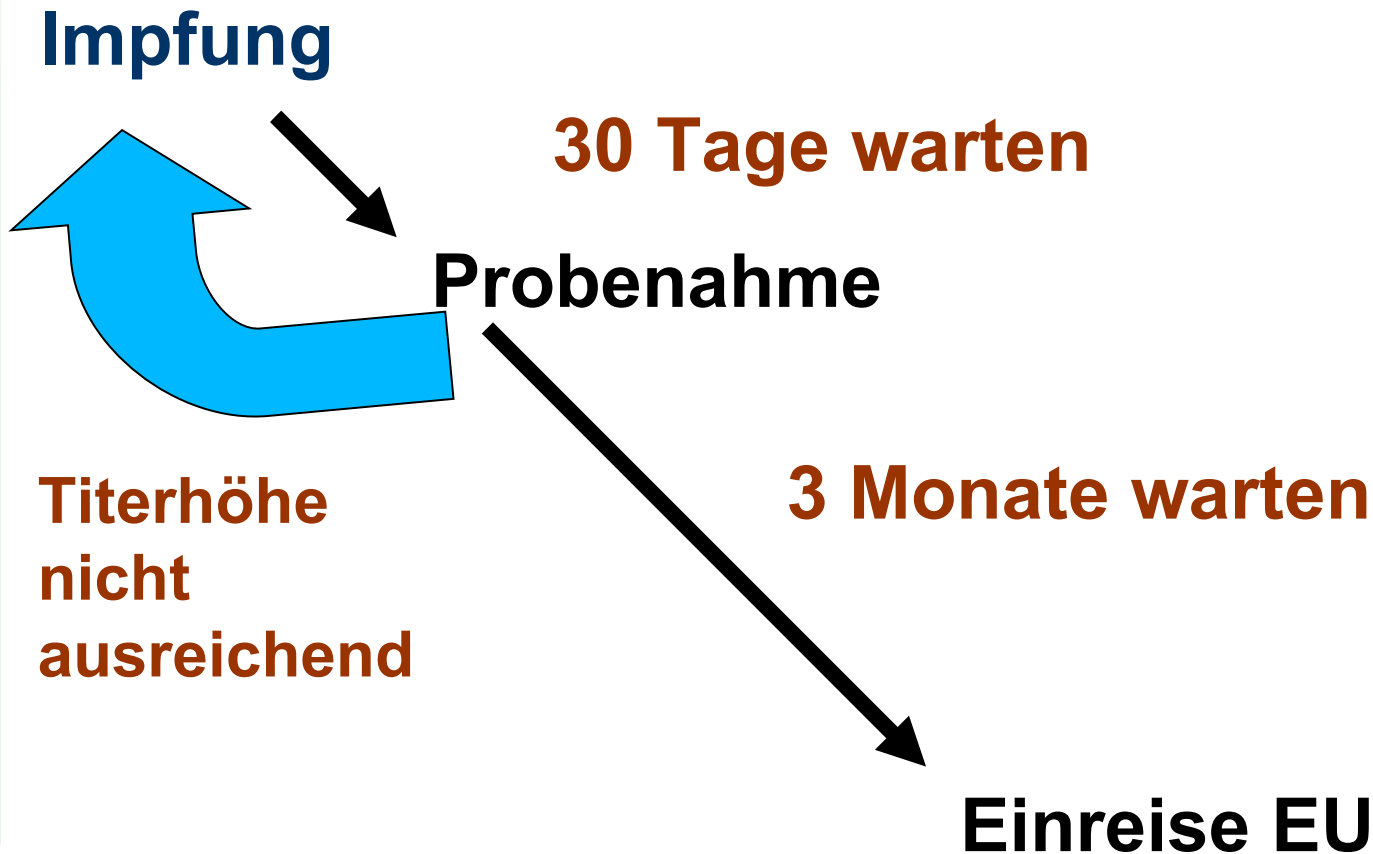 Impfung
30 Tage warten
Probenahme
3 Monate warten
Titerhöhe
nicht
ausreichend
Einreise EU